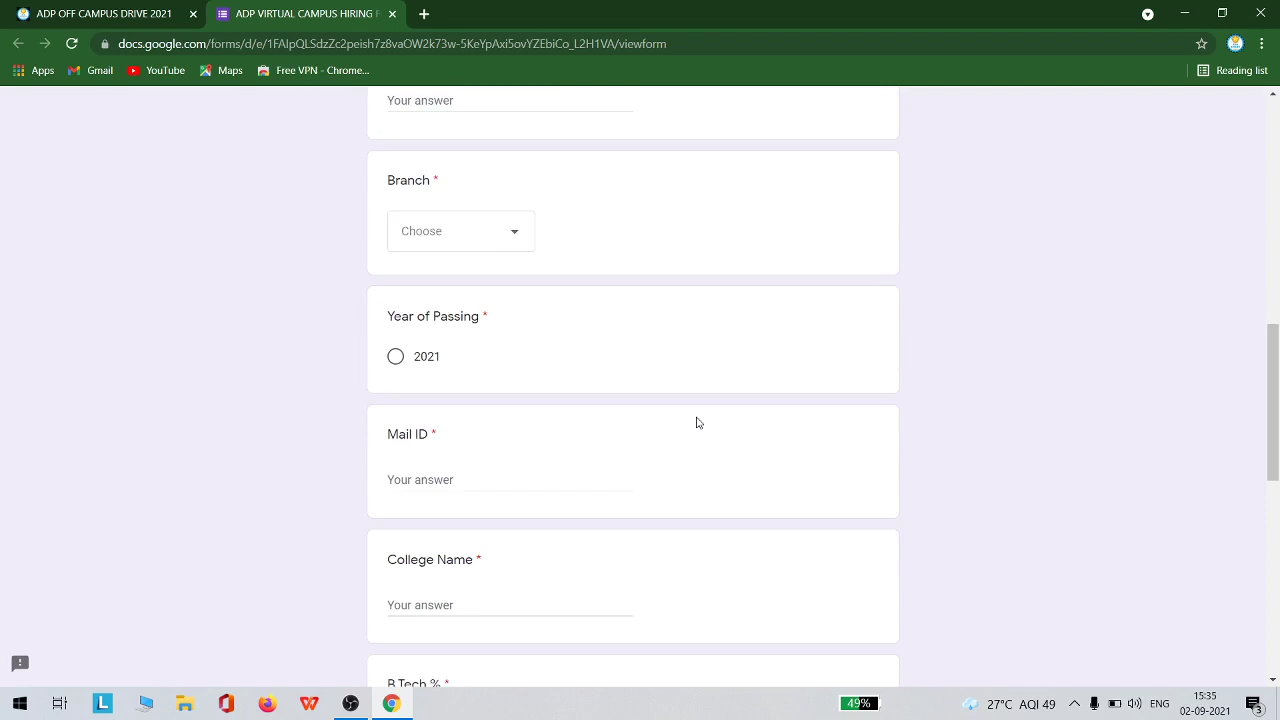 ADP OFF CAMPUS DRIVE 2021
ADP VIRTUAL CAMPUS HIRING F
docs.google.com/forms/d/e/1FAIpQLSdzZc2peish7z8vaOW2k73w-5KeYpAxi5ovYZEbiCo_L2H1VA/viewform
Apps
Gmail
YouTube
Maps
Free VPN - Chrome...
Reading list
Your answer
Branch *
Choose
Year of Passing *
2021
Mail ID *
Your answer
College Name *
Your answer
B.Tech % *
49%
27°C AQI 49
ENG
15:35
02-09-2021
3